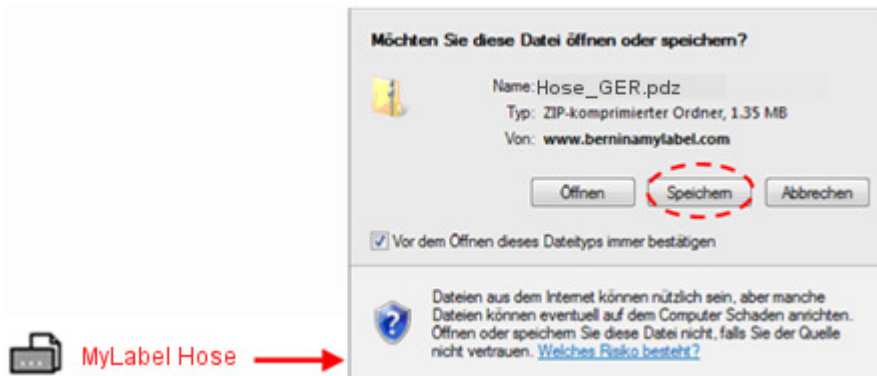 Möchten Sie diese Datei öffnen oder speichern?
Name: Hose_GER.pdz
Typ: ZIP-komprimierter Ordner, 1.35 MB
Von: www.berninamylabel.com
Öffnen Speichern Abbrechen
Vor dem Öffnen dieses Dateityps immer bestätigen
Dateien aus dem Internet können nützlich sein, aber manche
Dateien können eventuell auf dem Computer Schaden anrichten.
Öffnen oder speichern Sie diese Datei nicht, falls Sie der Quelle
nicht vertrauen. Welches Risiko besteht?
MyLabel Hose